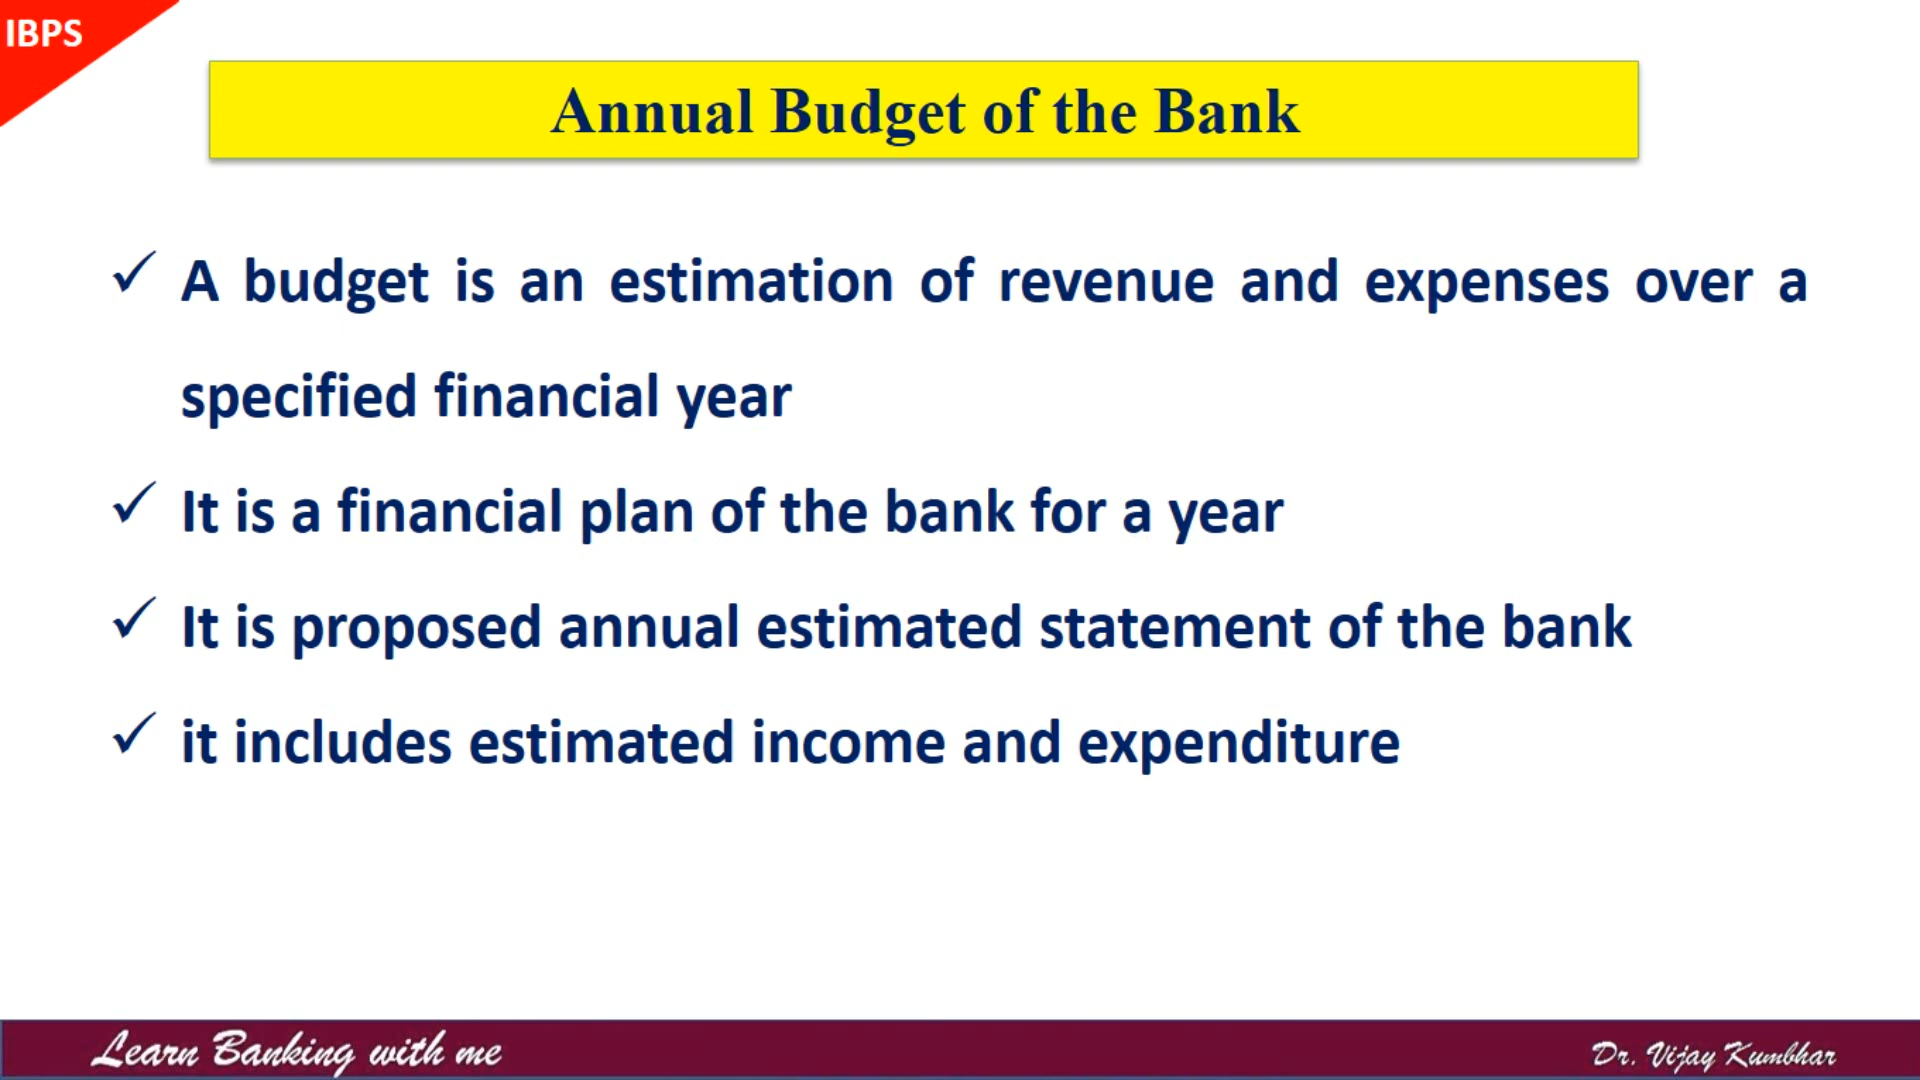 IBPS
Annual Budget of the Bank
✓ A budget is an estimation of revenue and expenses over a
specified financial year
✓ It is a financial plan of the bank for a year
✓ It is proposed annual estimated statement of the bank
✓ it includes estimated income and expenditure
Learn Banking with me
Dr. Vijay Kumbhar